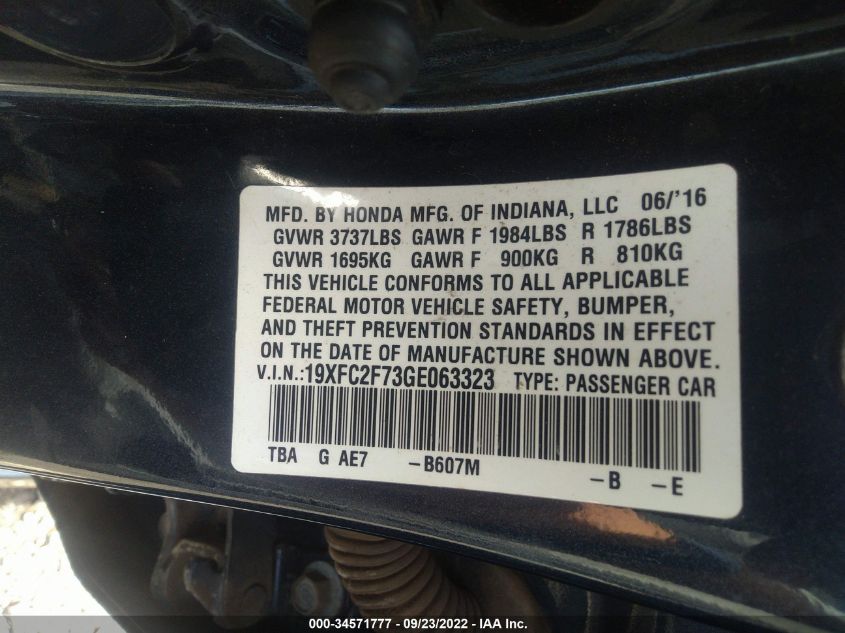 MFD. BY HONDA MFG. OF INDIANA, LLC 06/'16
GVWR 3737LBS GAWR F 1984LBS R 1786LBS
GVWR 1695KG GAWR F 900KG R 810KG
THIS VEHICLE CONFORMS TO ALL APPLICABLE
FEDERAL MOTOR VEHICLE SAFETY, BUMPER,
AND THEFT PREVENTION STANDARDS IN EFFECT
ON THE DATE OF MANUFACTURE SHOWN ABOVE.
V.I.N.:19XFC2F73GE063323 TYPE: PASSENGER CAR
TBA G AE7 -B607M -B -E
000-34571777 - 09/23/2022 - IAA Inc.